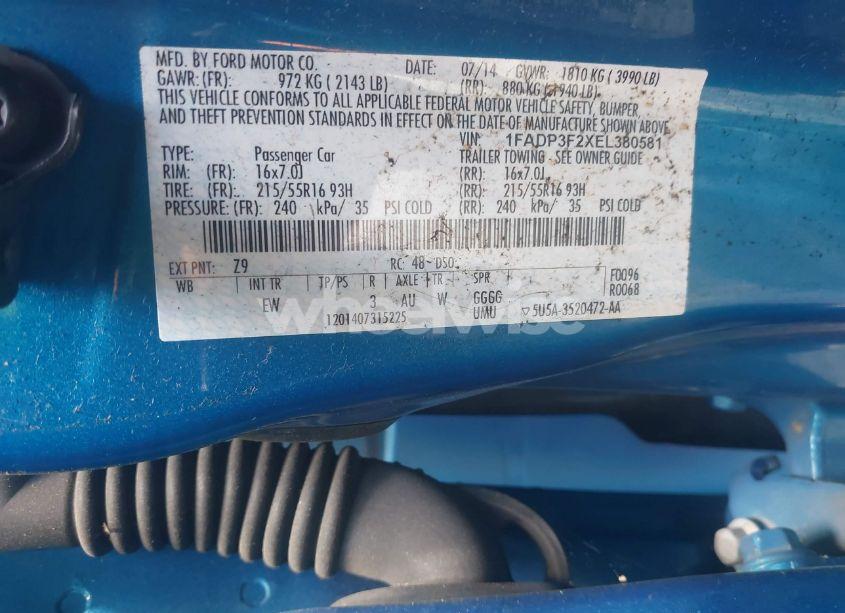 MFD. BY FORD MOTOR CO. DATE: 07/14 GVWR: 1810 KG ( 3990 LB)
GAWR: (FR): 972 KG ( 2143 LB) (RR): 880 KG ( 1940 LB)
THIS VEHICLE CONFORMS TO ALL APPLICABLE FEDERAL MOTOR VEHICLE SAFETY, BUMPER,
AND THEFT PREVENTION STANDARDS IN EFFECT ON THE DATE OF MANUFACTURE SHOWN ABOVE.
VIN: 1FADP3F2XEL380581
TYPE: Passenger Car TRAILER TOWING - SEE OWNER GUIDE
RIM: (FR): 16x7.0J (RR): 16x7.0J
TIRE: (FR): 215/55R16 93H (RR): 215/55R16 93H
PRESSURE: (FR): 240 kPa/ 35 PSI COLD (RR): 240 kPa/ 35 PSI COLD
EXT PNT: Z9 RC: 48 DSO:
WB INT TR TP/PS R AXLE TR SPR F0096
R0068
EW 3 AU W GGGG
UMU ▽5U5A-3520472-AA
1201407315225
wheelwise